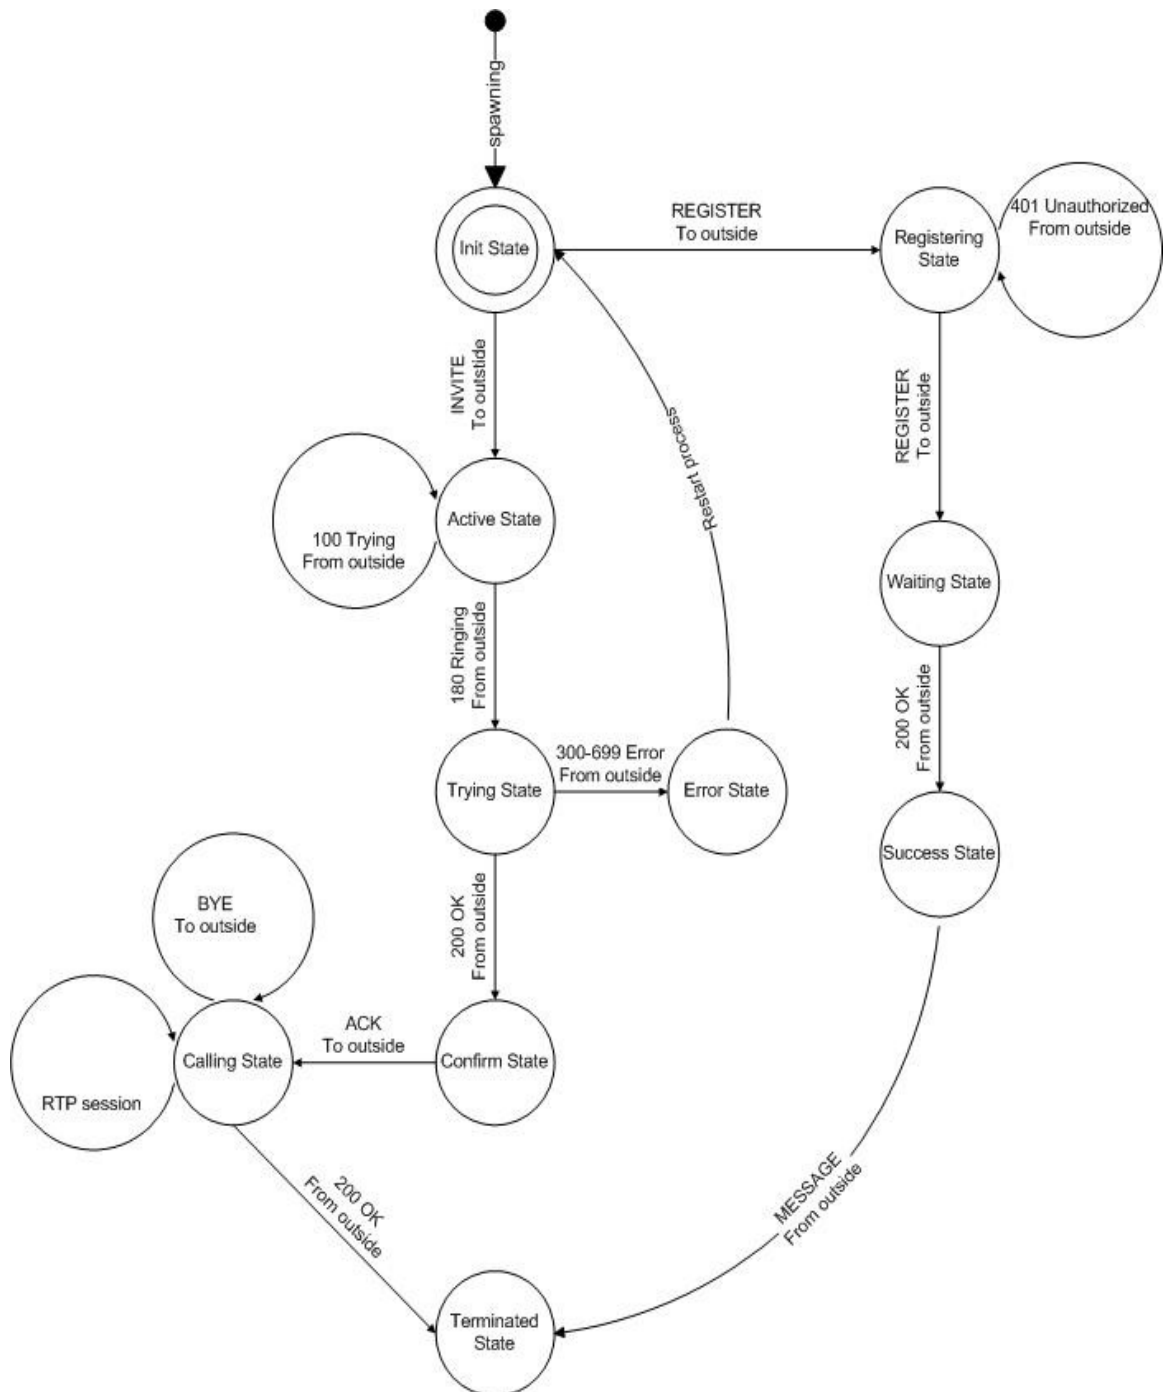 spawning
Init State
REGISTER
To outside
Registering
State
401 Unauthorized
From outside
INVITE
To outstide
REGISTER
To outside
Restart process
100 Trying
From outside
Active State
Waiting State
180 Ringing
From outside
200 OK
From outside
Trying State
300-699 Error
From outside
Error State
Success State
BYE
To outside
200 OK
From outside
RTP session
Calling State
ACK
To outside
Confirm State
200 OK
From outside
MESSAGE
From outside
Terminated
State